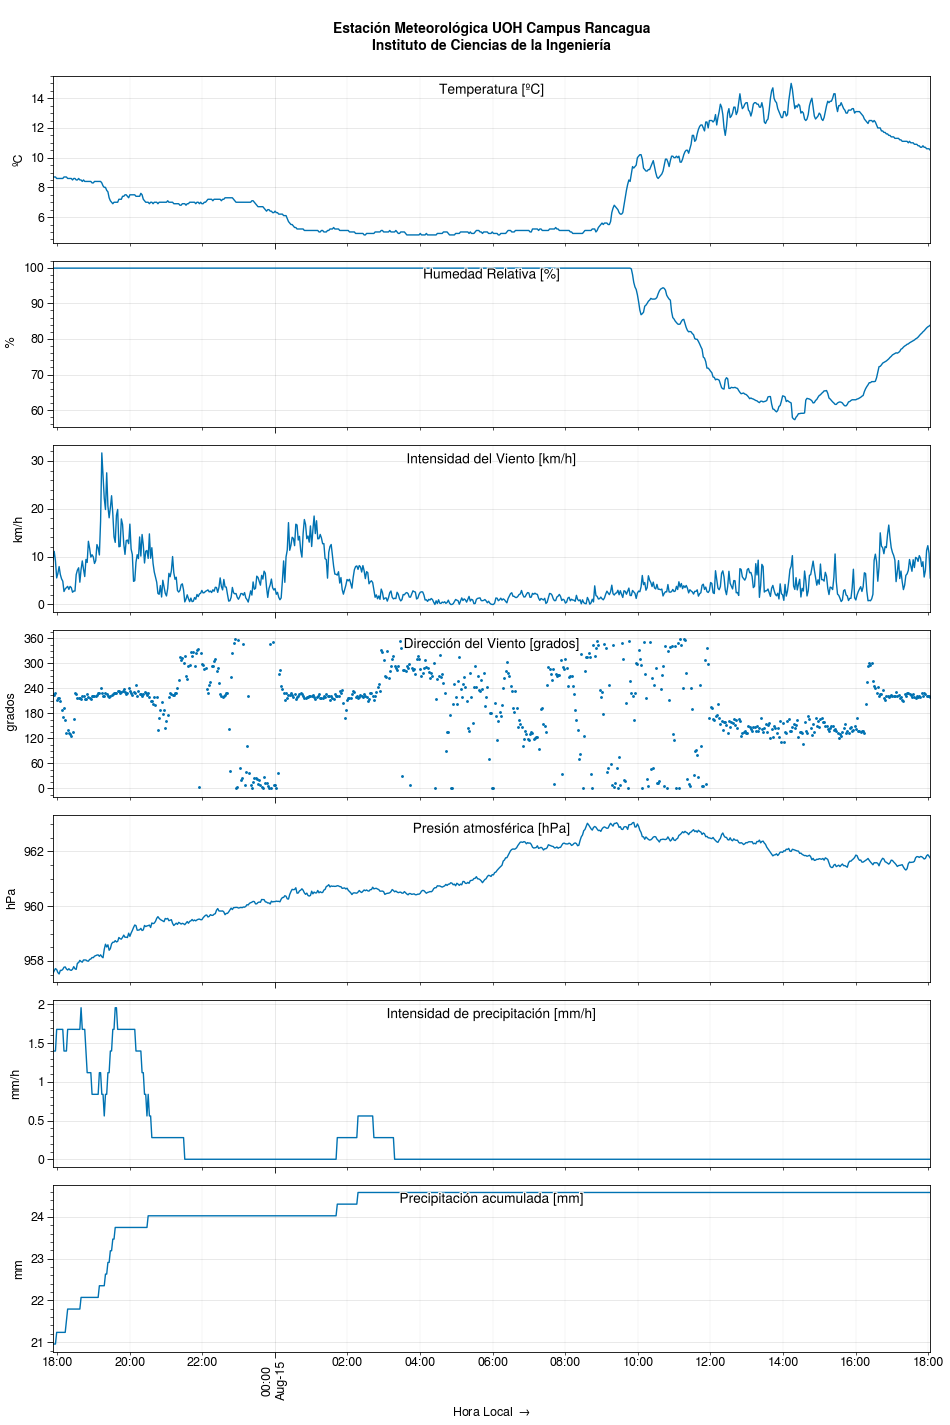 Estación Meteorológica UOH Campus Rancagua
Instituto de Ciencias de la Ingeniería
Temperatura [ºC]
ºC
14
12
10
8
6
Humedad Relativa [%]
%
100
90
80
70
60
Intensidad del Viento [km/h]
km/h
30
20
10
0
Dirección del Viento [grados]
grados
360
300
240
180
120
60
0
Presión atmosférica [hPa]
hPa
962
960
958
Intensidad de precipitación [mm/h]
mm/h
2
1.5
1
0.5
0
Precipitación acumulada [mm]
mm
24
23
22
21
18:00 20:00 22:00 00:00 02:00 04:00 06:00 08:00 10:00 12:00 14:00 16:00 18:00
Aug-15
Hora Local →